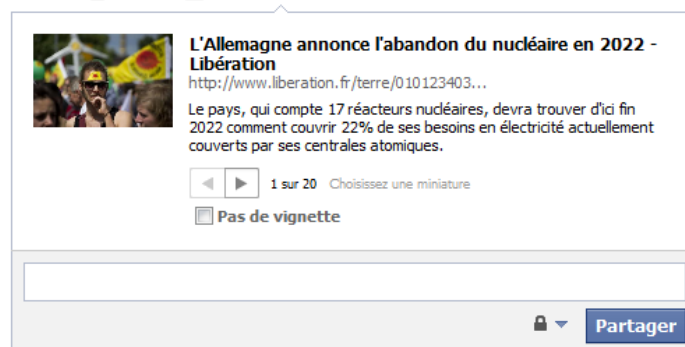 L'Allemagne annonce l'abandon du nucléaire en 2022 -
Libération
http://www.liberation.fr/terre/010123403...
Le pays, qui compte 17 réacteurs nucléaires, devra trouver d'ici fin
2022 comment couvrir 22% de ses besoins en électricité actuellement
couverts par ses centrales atomiques.
1 sur 20 Choisissez une miniature
Pas de vignette
Partager